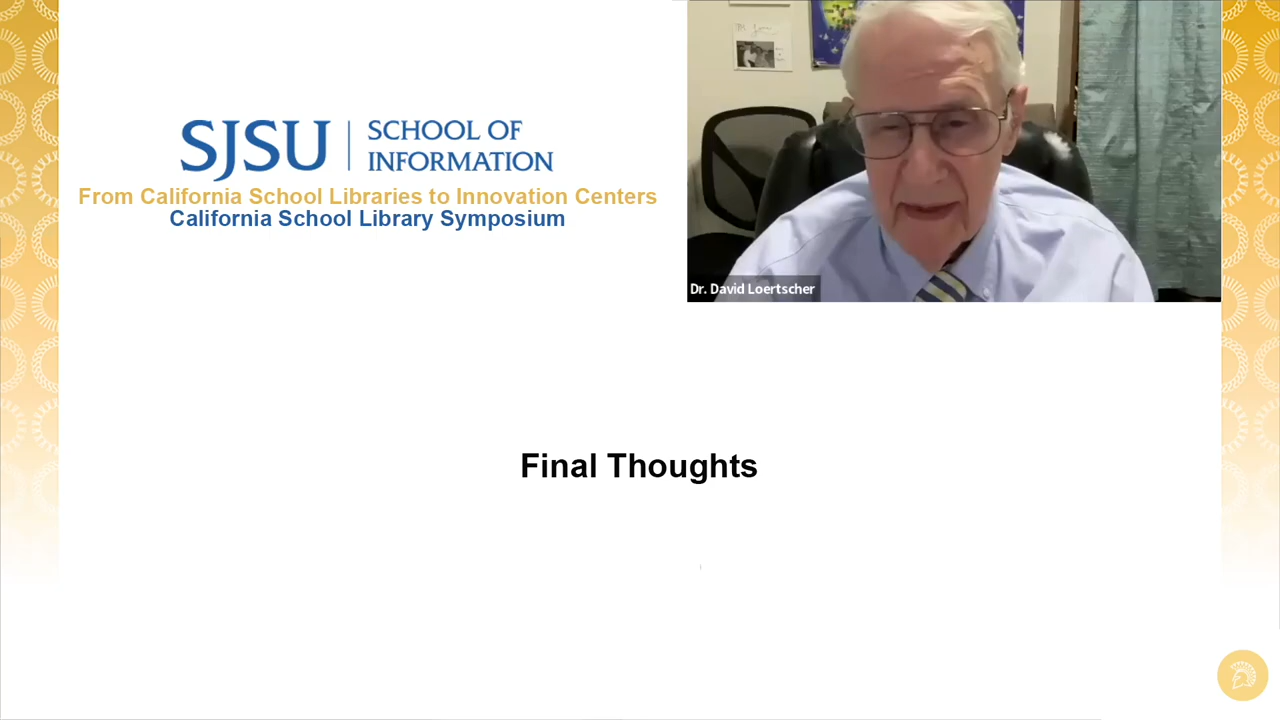 SJSU
SCHOOL OF
INFORMATION
From California School Libraries to Innovation Centers
California School Library Symposium
Dr. David Loertscher
Final Thoughts